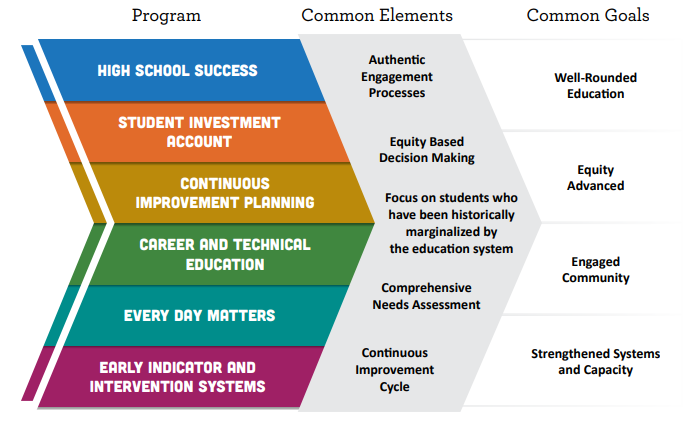 Program
Common Elements
Common Goals
HIGH SCHOOL SUCCESS
STUDENT INVESTMENT
ACCOUNT
CONTINUOUS
IMPROVEMENT PLANNING
CAREER AND TECHNICAL
EDUCATION
EVERY DAY MATTERS
EARLY INDICATOR AND
INTERVENTION SYSTEMS
Authentic
Engagement
Processes
Equity Based
Decision Making
Focus on students who
have been historically
marginalized by
the education system
Comprehensive
Needs Assessment
Continuous
Improvement
Cycle
Well-Rounded
Education
Equity
Advanced
Engaged
Community
Strengthened Systems
and Capacity